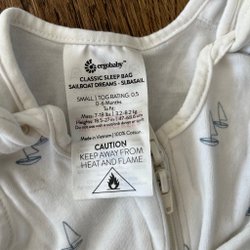 ergobaby
CLASSIC SLEEP BAG
SAILBOAT DREAMS - SLBASAIL
SMALL | TOG RATING: 0.5
0-6 Months
Mass: 7-18 lbs | 3.2-8.2 kg
Made in Vietnam | 100% Cotton
CAUTION
KEEP AWAY FROM
HEAT AND FLAME